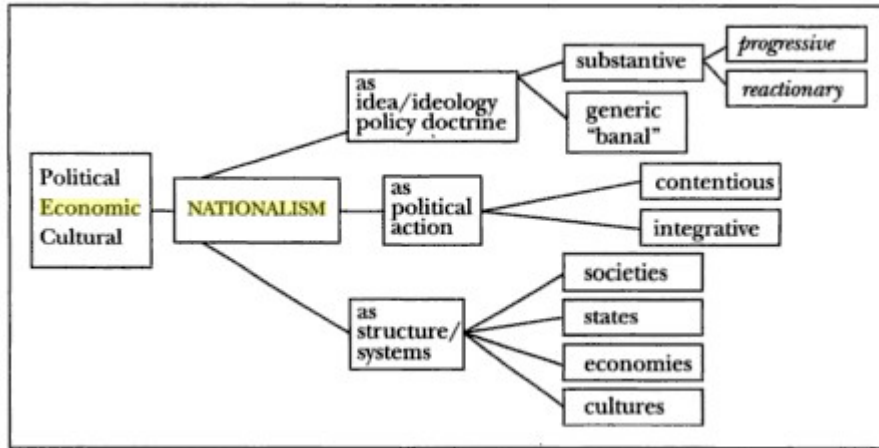 Political
Economic
Cultural
NATIONALISM
as
idea/ideology
policy doctrine
substantive
progressive
reactionary
generic
“banal”
as
political
action
contentious
integrative
as
structure/
systems
societies
states
economies
cultures